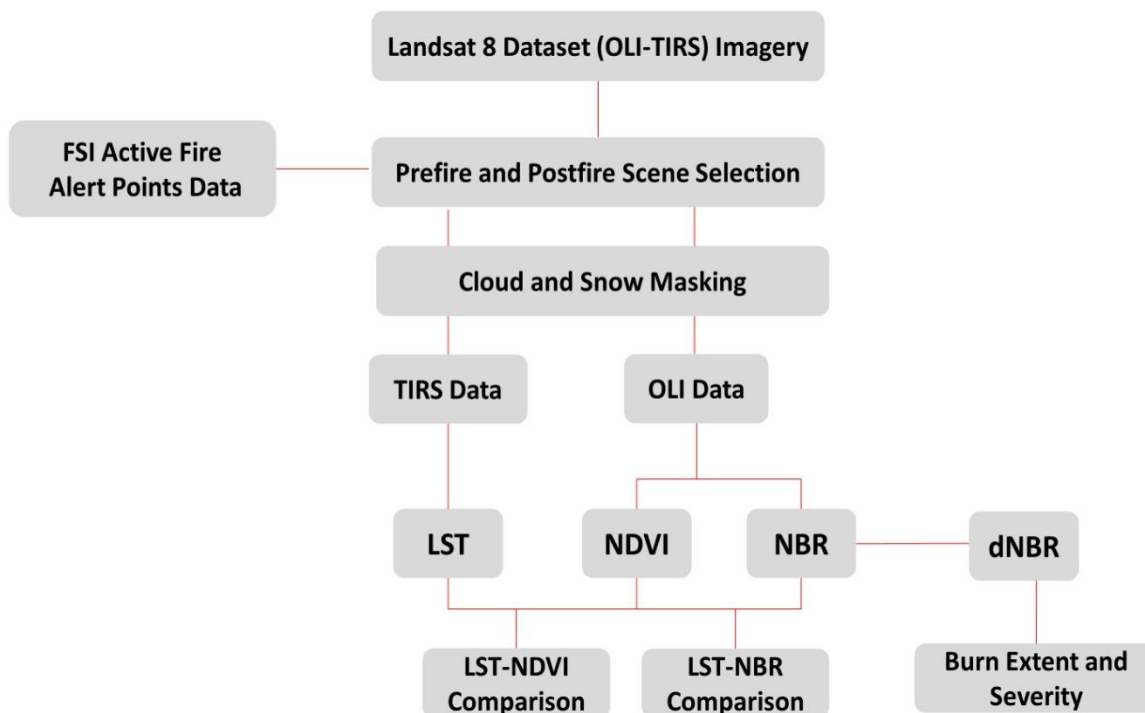 Landsat 8 Dataset (OLI-TIRS) Imagery
FSI Active Fire
Alert Points Data
Prefire and Postfire Scene Selection
Cloud and Snow Masking
TIRS Data
OLI Data
LST
NDVI
NBR
dNBR
LST-NDVI
Comparison
LST-NBR
Comparison
Burn Extent and
Severity